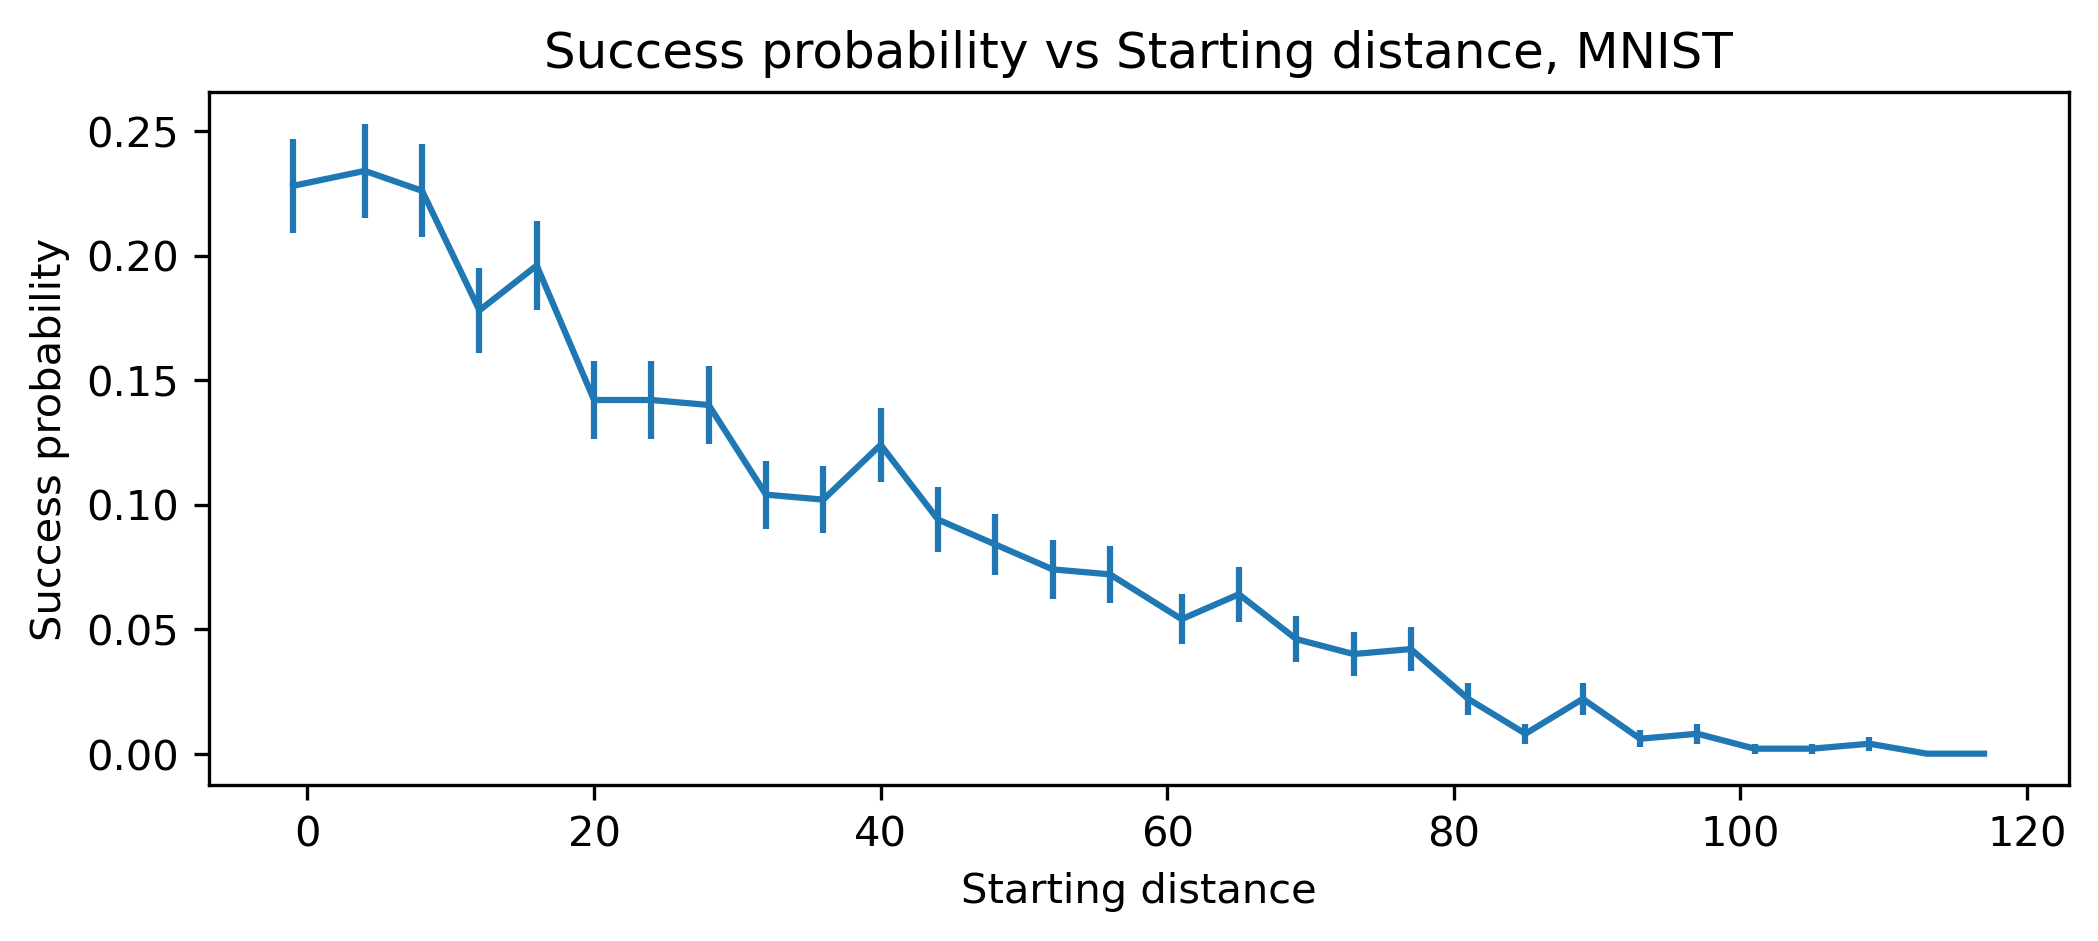 Success probability vs Starting distance, MNIST
Success probability
0.25
0.20
0.15
0.10
0.05
0.00
0 20 40 60 80 100 120
Starting distance